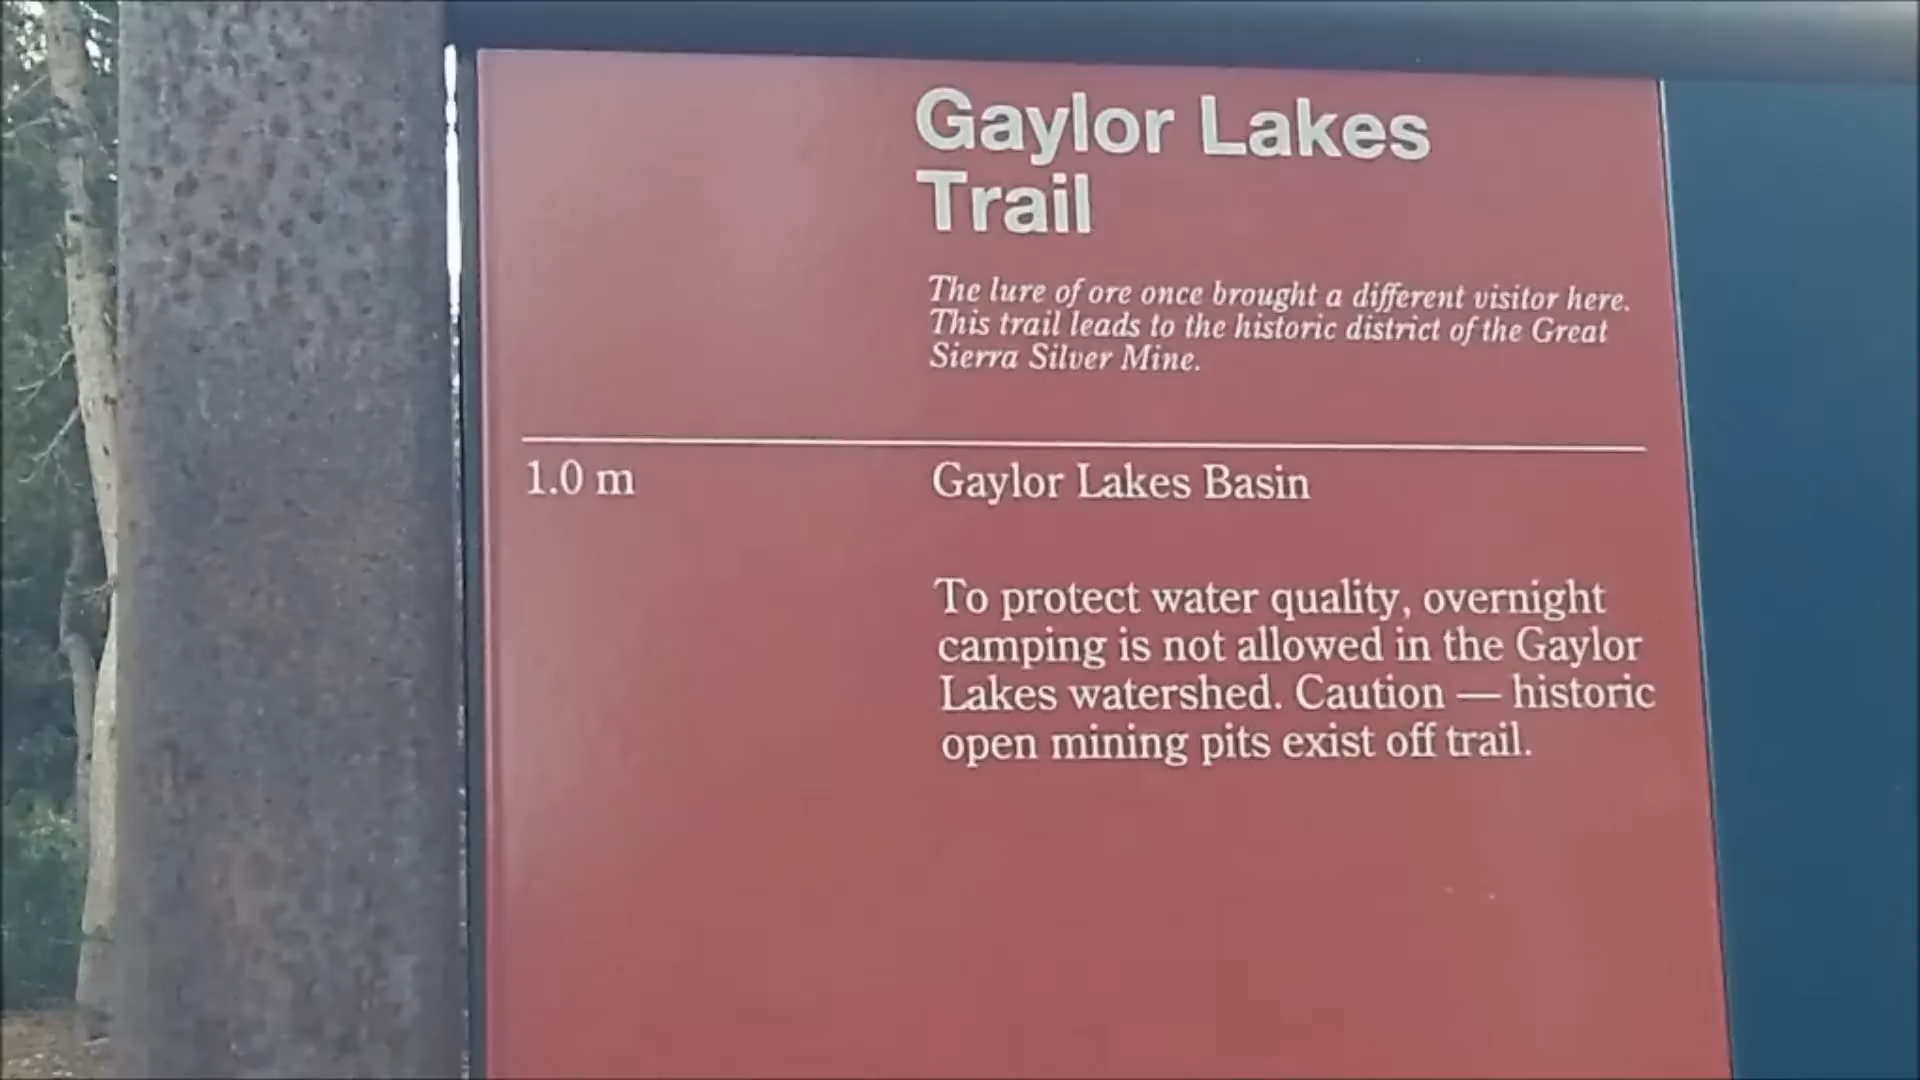 Gaylor Lakes
Trail
The lure of ore once brought a different visitor here.
This trail leads to the historic district of the Great
Sierra Silver Mine.
1.0 m Gaylor Lakes Basin
To protect water quality, overnight
camping is not allowed in the Gaylor
Lakes watershed. Caution — historic
open mining pits exist off trail.